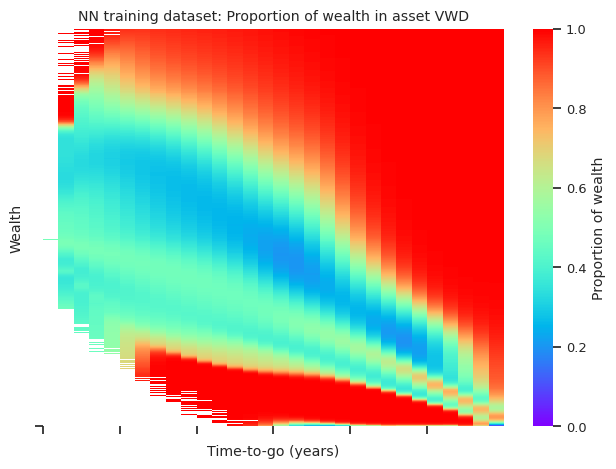 NN training dataset: Proportion of wealth in asset VWD
Wealth
Time-to-go (years)
1.0
0.8
0.6
0.4
0.2
0.0
Proportion of wealth